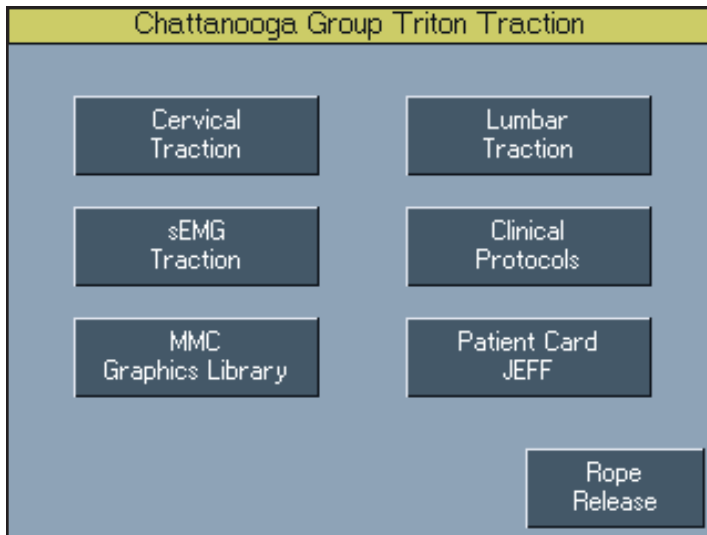 Chattanooga Group Triton Traction
Cervical
Traction
Lumbar
Traction
sEMG
Traction
Clinical
Protocols
MMC
Graphics Library
Patient Card
JEFF
Rope
Release